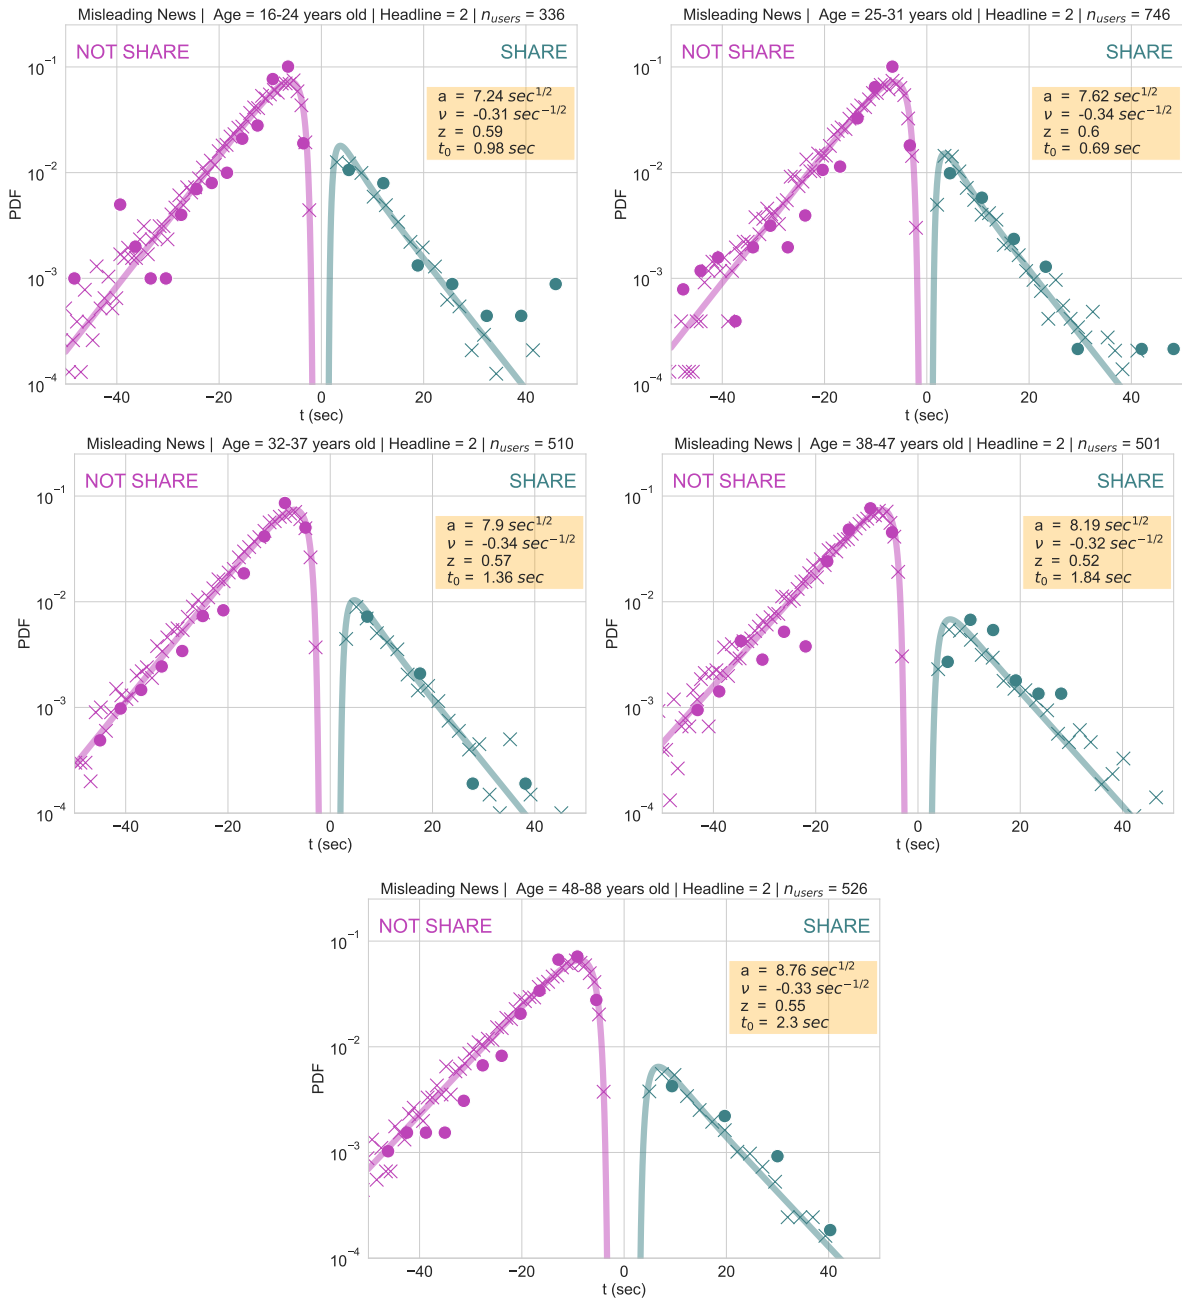 Misleading News | Age = 16-24 years old | Headline = 2 | n_users = 336
NOT SHARE
SHARE
a = 7.24 sec^1/2
ν = -0.31 sec^−1/2
z = 0.59
t_0 = 0.98 sec
PDF
10^−1
10^−2
10^−3
10^−4
−40
−20
0
20
40
t (sec)
Misleading News | Age = 25-31 years old | Headline = 2 | n_users = 746
NOT SHARE
SHARE
a = 7.62 sec^1/2
ν = -0.34 sec^−1/2
z = 0.6
t_0 = 0.69 sec
PDF
10^−1
10^−2
10^−3
10^−4
−40
−20
0
20
40
t (sec)
Misleading News | Age = 32-37 years old | Headline = 2 | n_users = 510
NOT SHARE
SHARE
a = 7.9 sec^1/2
ν = -0.34 sec^−1/2
z = 0.57
t_0 = 1.36 sec
PDF
10^−1
10^−2
10^−3
10^−4
−40
−20
0
20
40
t (sec)
Misleading News | Age = 38-47 years old | Headline = 2 | n_users = 501
NOT SHARE
SHARE
a = 8.19 sec^1/2
ν = -0.32 sec^−1/2
z = 0.52
t_0 = 1.84 sec
PDF
10^−1
10^−2
10^−3
10^−4
−40
−20
0
20
40
t (sec)
Misleading News | Age = 48-88 years old | Headline = 2 | n_users = 526
NOT SHARE
SHARE
a = 8.76 sec^1/2
ν = -0.33 sec^−1/2
z = 0.55
t_0 = 2.3 sec
PDF
10^−1
10^−2
10^−3
10^−4
−40
−20
0
20
40
t (sec)